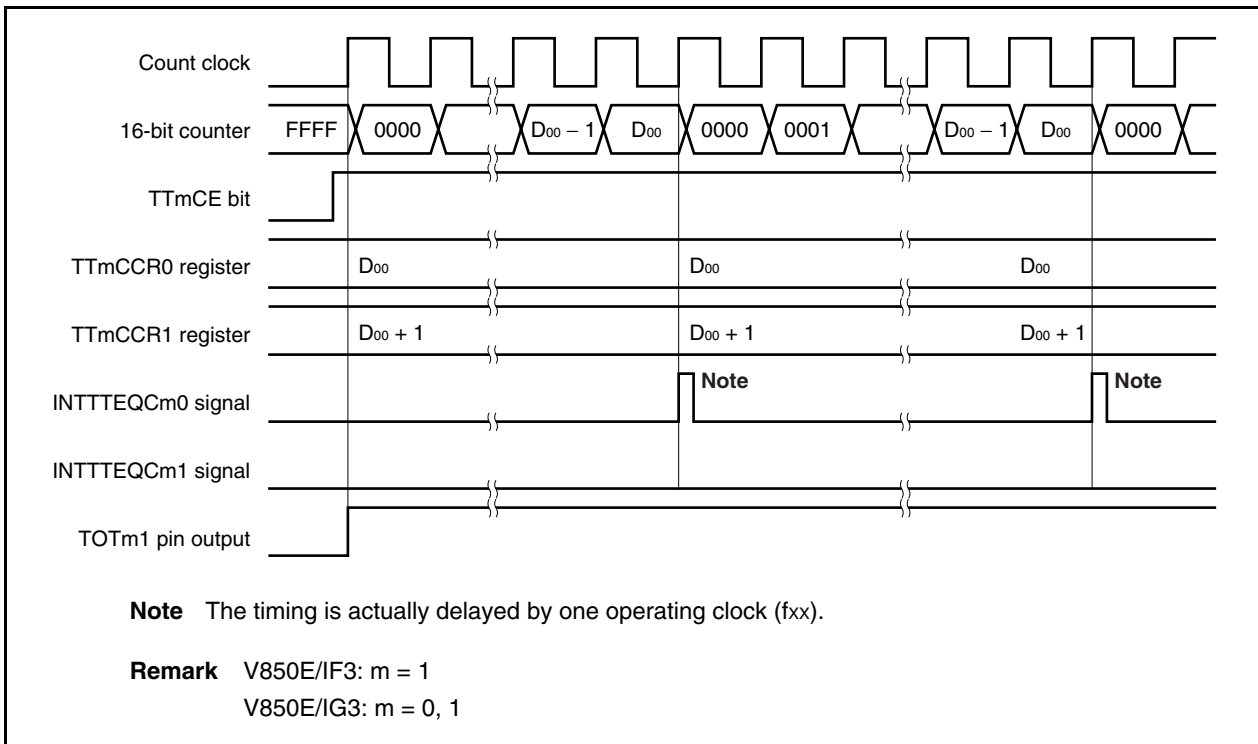 Count clock
16-bit counter FFFF 0000 D00 − 1 D00 0000 0001 D00 − 1 D00 0000
TTmCE bit
TTmCCR0 register D00 D00 D00
TTmCCR1 register D00 + 1 D00 + 1 D00 + 1
INTTTEQCm0 signal Note Note
INTTTEQCm1 signal
TOTm1 pin output
Note The timing is actually delayed by one operating clock (fxx).
Remark V850E/IF3: m = 1
V850E/IG3: m = 0, 1